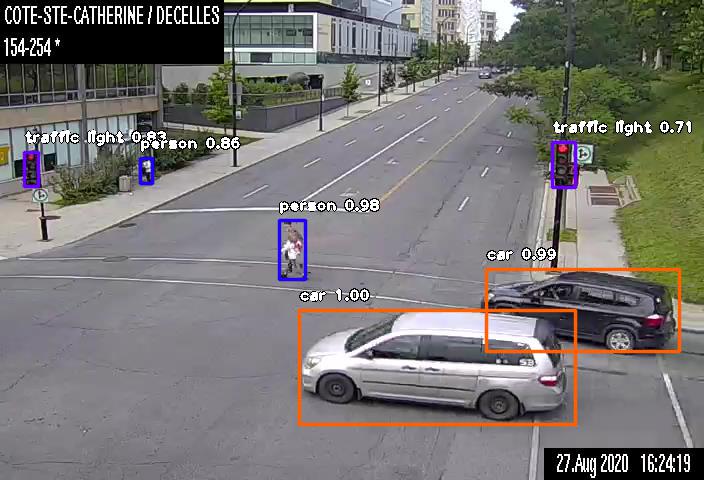 COTE-STE-CATHERINE / DECELLES
154-254 *
traffic light 0.83
person 0.86
traffic light 0.71
person 0.98
car 0.99
car 1.00
27.Aug 2020 16:24:19